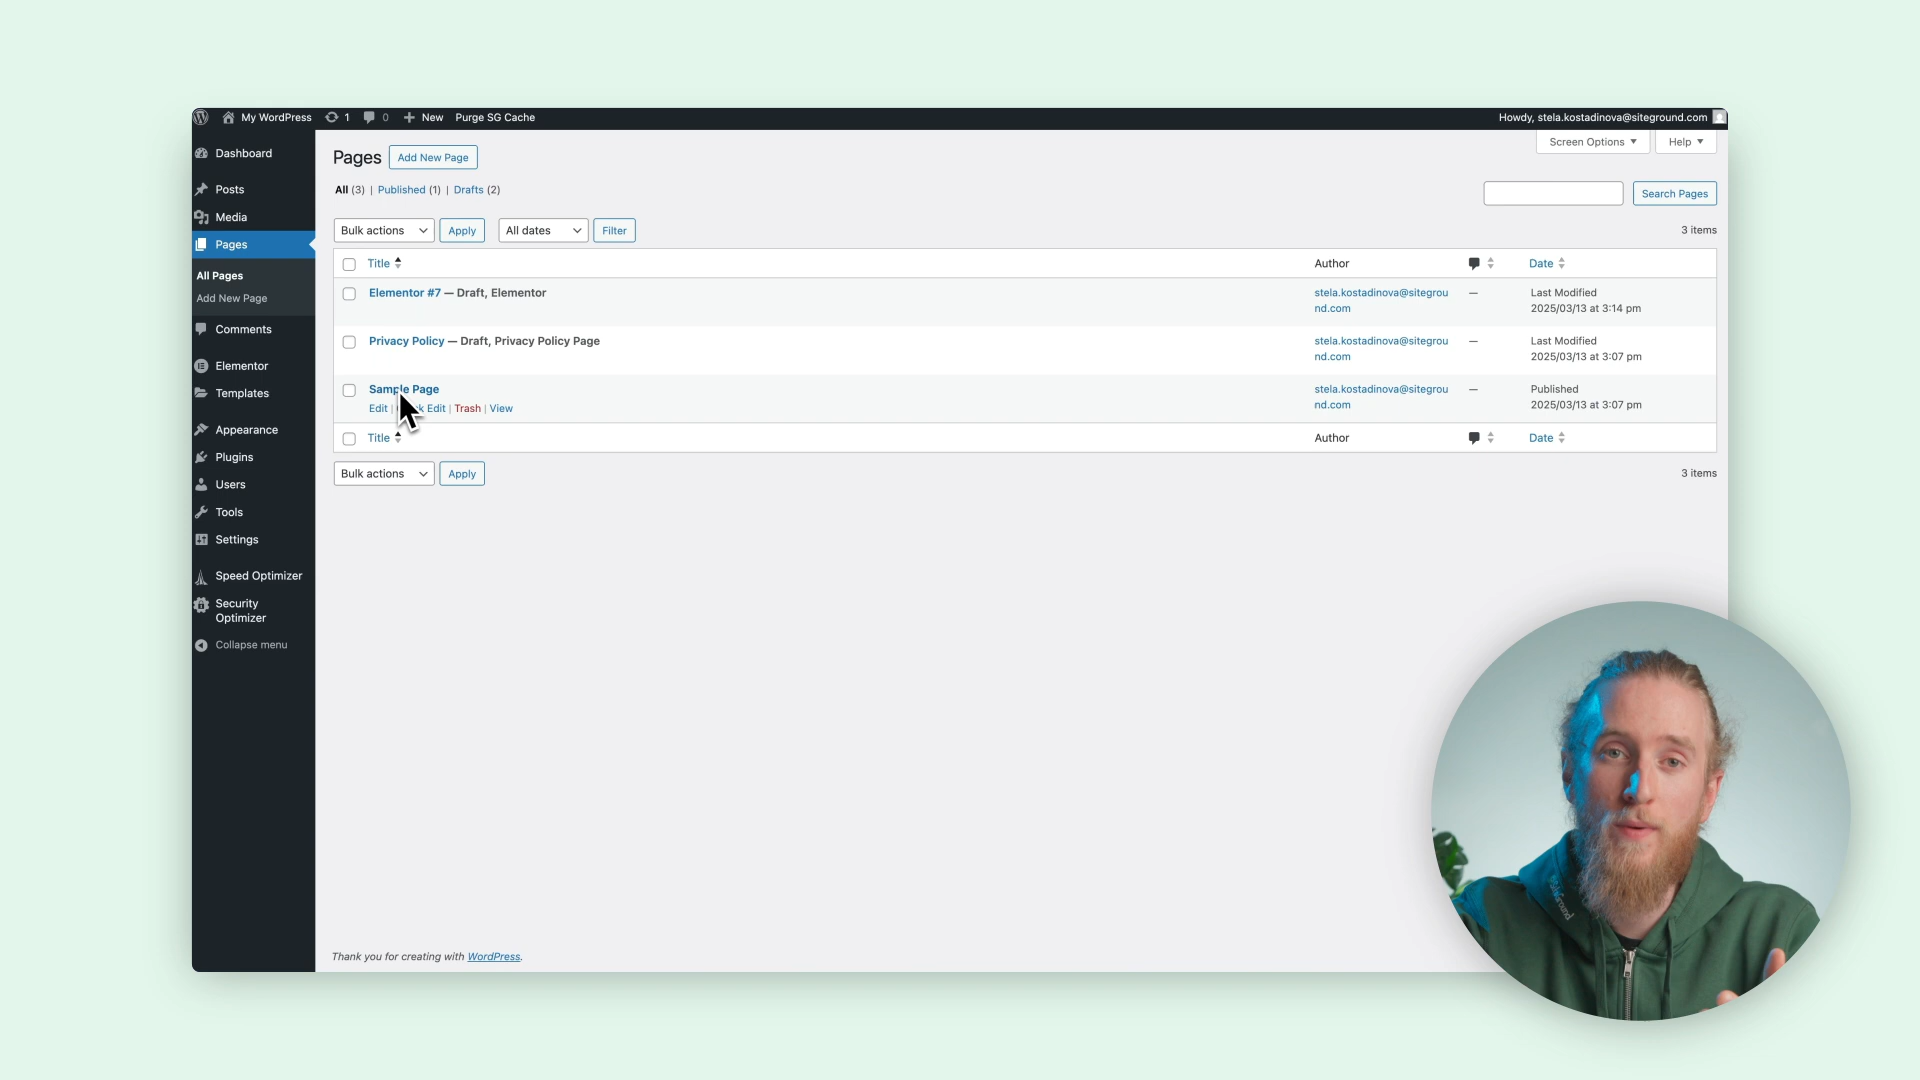 My WordPress 1 0 New Purge SG Cache Howdy, stela.kostadinova@siteground.com
Screen Options Help
Dashboard
Posts
Media
Pages
All Pages
Add New Page
Comments
Elementor
Templates
Appearance
Plugins
Users
Tools
Settings
Speed Optimizer
Security
Optimizer
Collapse menu
Pages Add New Page
All (3) | Published (1) | Drafts (2)
Search Pages
Bulk actions Apply All dates Filter 3 items
Title Author Date
Elementor #7 — Draft, Elementor stela.kostadinova@sitegrou — Last Modified
nd.com 2025/03/13 at 3:14 pm
Privacy Policy — Draft, Privacy Policy Page stela.kostadinova@sitegrou — Last Modified
nd.com 2025/03/13 at 3:07 pm
Sample Page stela.kostadinova@sitegrou — Published
Edit | Edit | Trash | View nd.com 2025/03/13 at 3:07 pm
Title Author Date
Bulk actions Apply 3 items
Thank you for creating with WordPress.